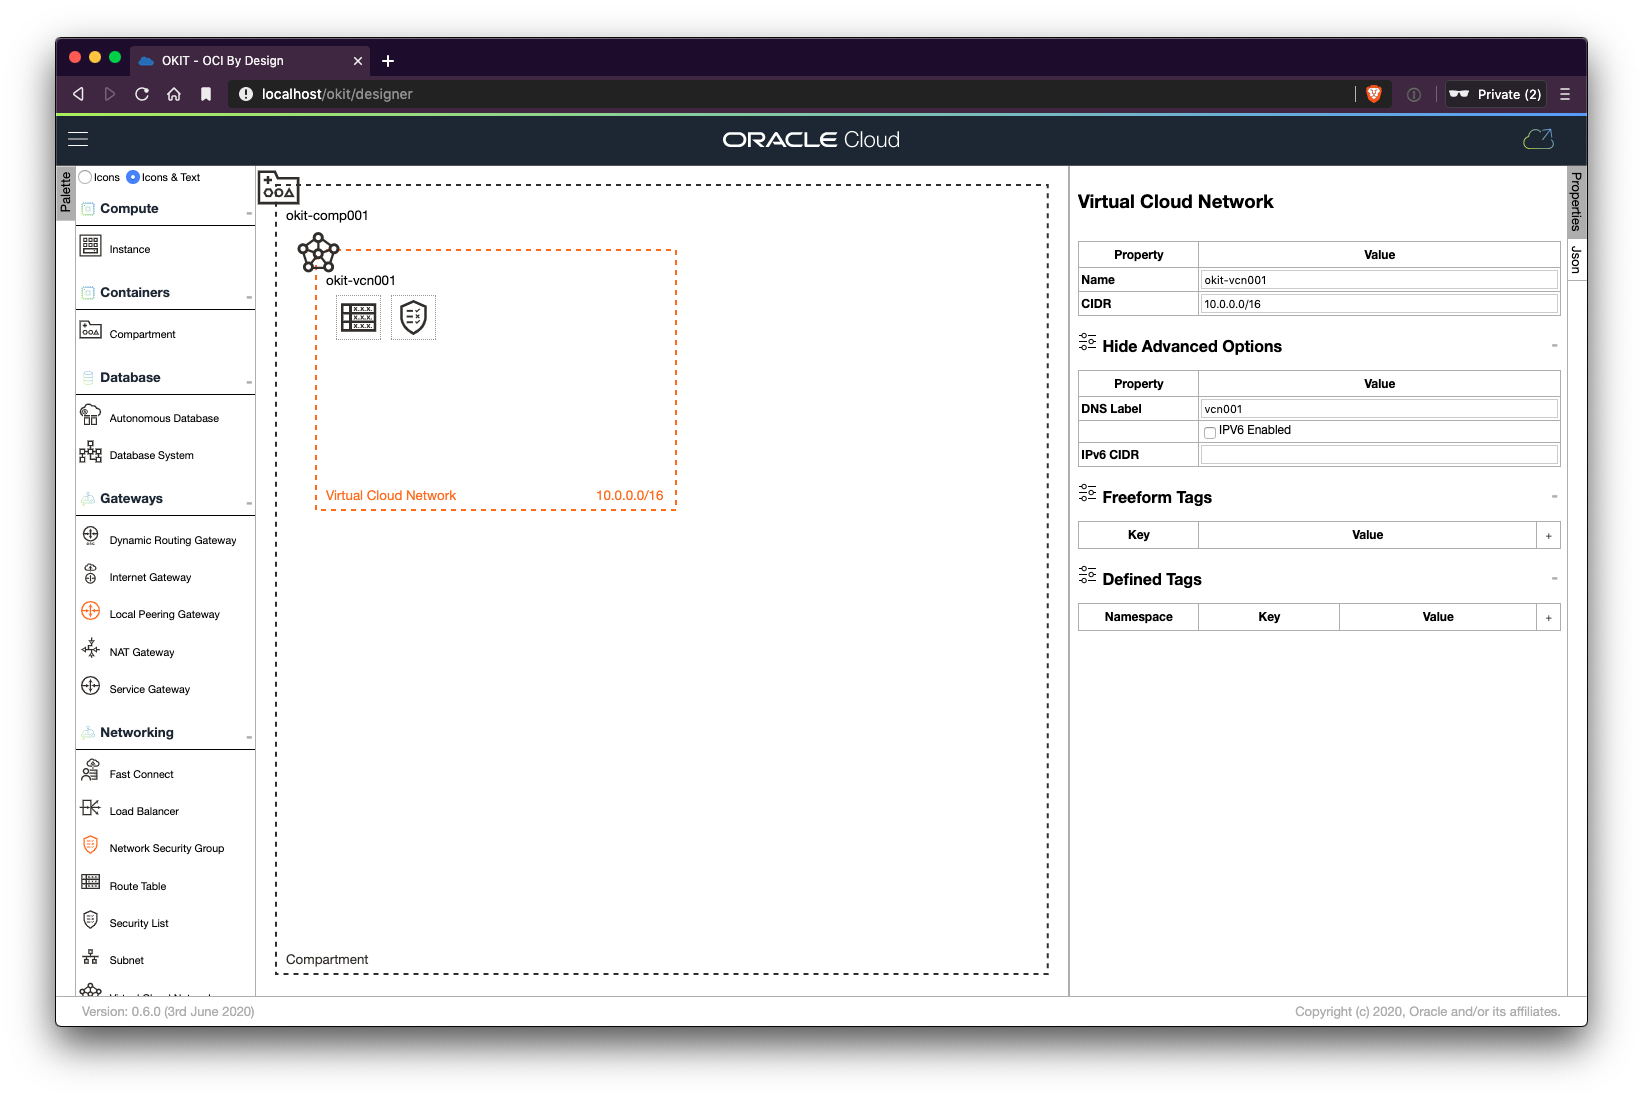 OKIT - OCI By Design
localhost/okit/designer
Private (2)
ORACLE Cloud
Palette
Icons
Icons & Text
Compute
Instance
Containers
Compartment
Database
Autonomous Database
Database System
Gateways
Dynamic Routing Gateway
Internet Gateway
Local Peering Gateway
NAT Gateway
Service Gateway
Networking
Fast Connect
Load Balancer
Network Security Group
Route Table
Security List
Subnet
okit-comp001
okit-vcn001
Virtual Cloud Network 10.0.0.0/16
Compartment
Virtual Cloud Network
Property Value
Name okit-vcn001
CIDR 10.0.0.0/16
Hide Advanced Options
Property Value
DNS Label vcn001
IPV6 Enabled
IPv6 CIDR
Freeform Tags
Key Value +
Defined Tags
Namespace Key Value +
Properties
Json
Version: 0.6.0 (3rd June 2020)
Copyright (c) 2020, Oracle and/or its affiliates.